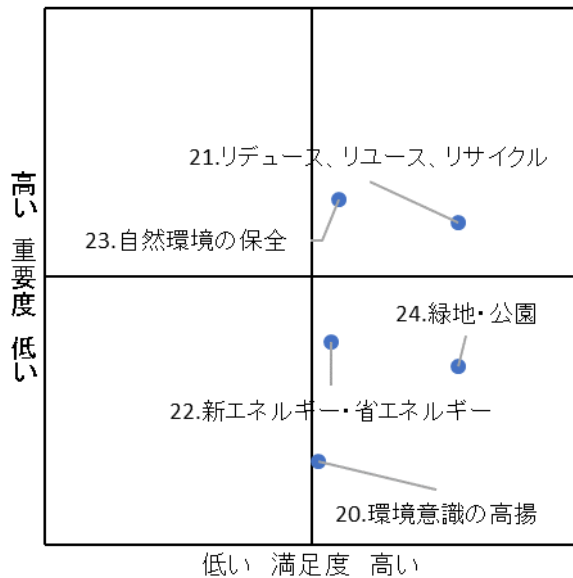 21.リデュース、リユース、リサイクル
23.自然環境の保全
24.緑地・公園
22.新エネルギー・省エネルギー
20.環境意識の高揚
高い 重要度 低い
低い 満足度 高い